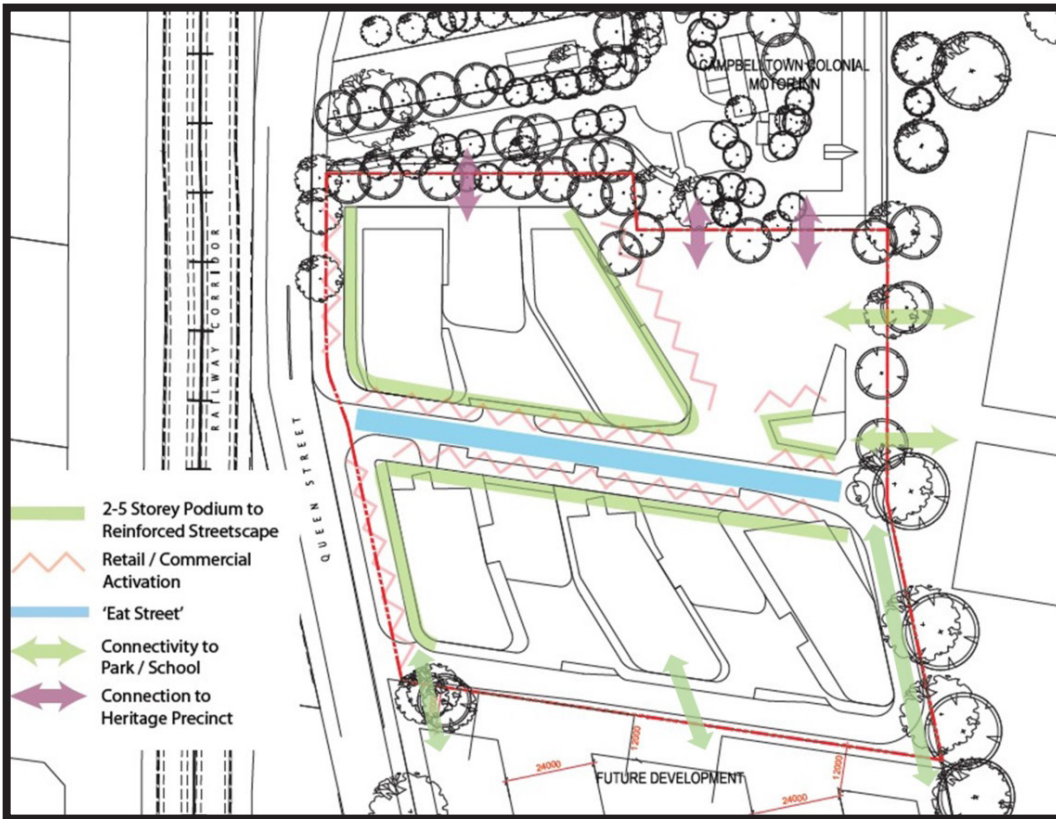 CAMPBELLTOWN COLONIAL
MOTOR INN
RAILWAY CORRIDOR
QUEEN STREET
2-5 Storey Podium to
Reinforced Streetscape
Retail / Commercial
Activation
'Eat Street'
Connectivity to
Park / School
Connection to
Heritage Precinct
12000
24000
FUTURE DEVELOPMENT
12000
24000